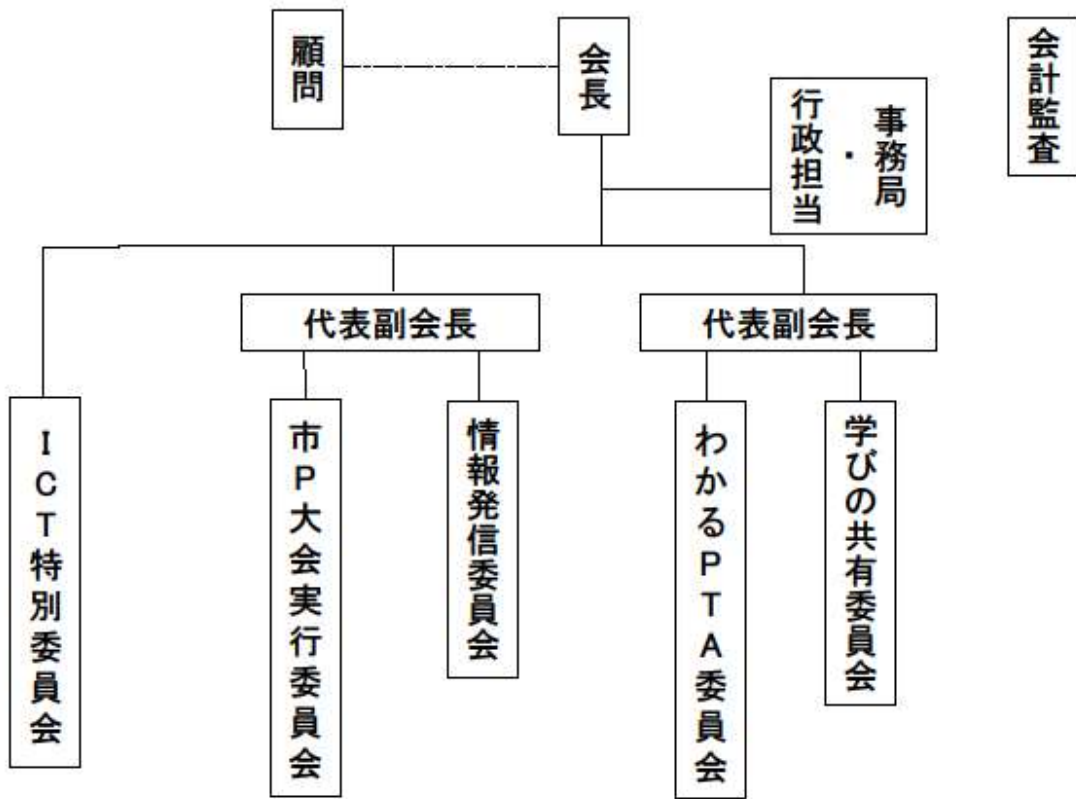 顧問
会長
会計監査
事務局
・
行政担当
代表副会長
代表副会長
ICT特別委員会
市P大会実行委員会
情報発信委員会
わかるPTA委員会
学びの共有委員会